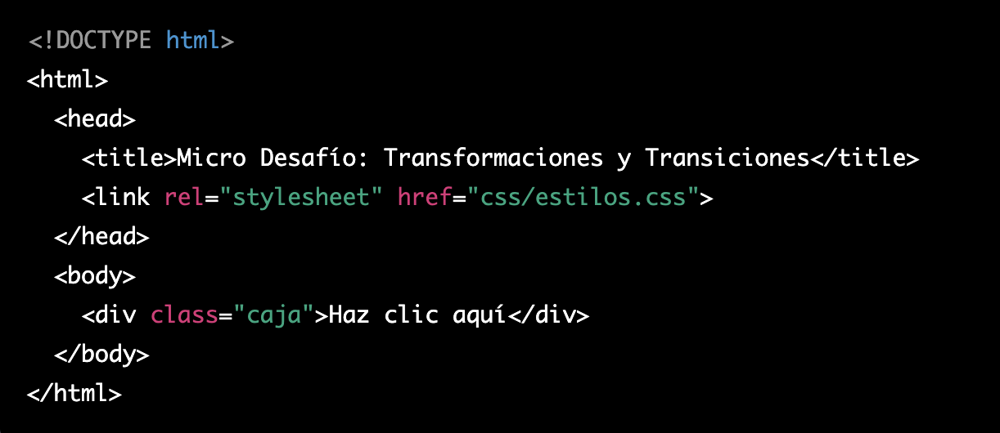 <!DOCTYPE html>
<html>
  <head>
    <title>Micro Desafío: Transformaciones y Transiciones</title>
    <link rel="stylesheet" href="css/estilos.css">
  </head>
  <body>
    <div class="caja">Haz clic aquí</div>
  </body>
</html>